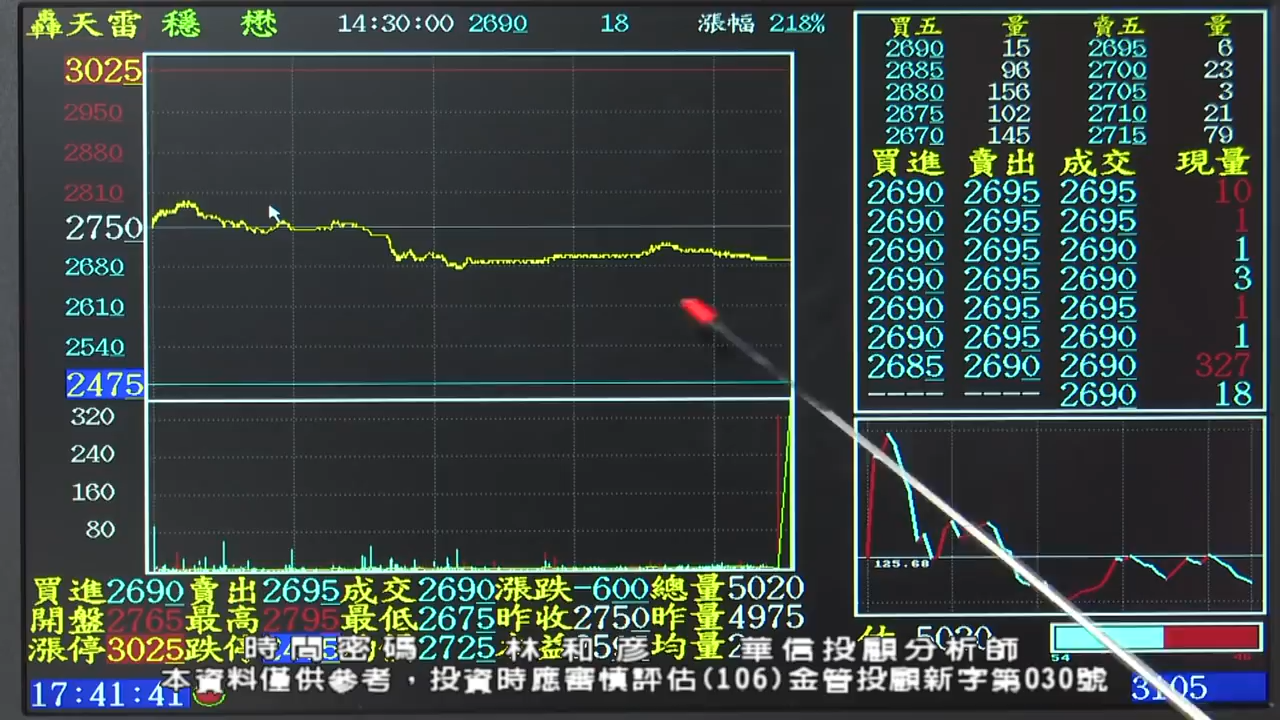 轟天雷 穩 懋 14:30:00 2690 18 漲幅 218%
買五 量 賣五 量
2690 15 2695 6
2685 96 2700 23
2680 156 2705 3
2675 102 2710 21
2670 145 2715 79
買進 賣出 成交 現量
2690 2695 2695 10
2690 2695 2695 1
2690 2695 2690 1
2690 2695 2690 3
2690 2695 2695 1
2690 2695 2690 1
2685 2690 2690 327
---- ---- 2690 18
3025
2950
2880
2810
2750
2680
2610
2540
2475
320
240
160
80
125.68
買進2690賣出2695成交2690漲跌-600總量5020
開盤2765最高2795最低2675昨收2750昨量4975
漲停3025跌停 2725 均量
估 5020
54 46
時間密碼 林和彥 華信投顧分析師
本資料僅供參考，投資時應審慎評估(106)金管投顧新字第030號
17:41:41
3105